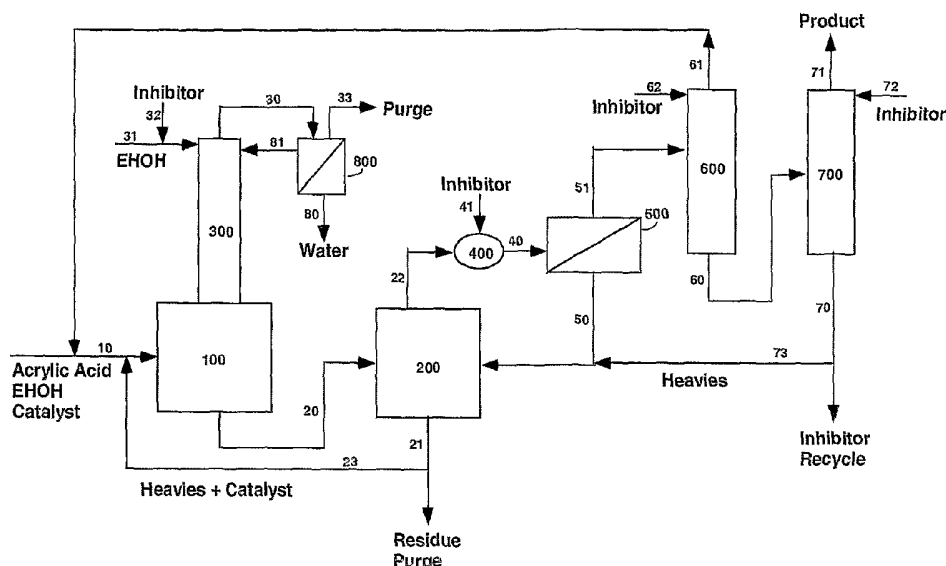 Product
61
71
Inhibitor
32
30
33
Purge
62
Inhibitor
72
Inhibitor
31
EHOH
81
800
600
700
51
Inhibitor
41
80
Water
300
400
40
600
22
60
70
50
10
100
200
73
Acrylic Acid
EHOH
Catalyst
Heavies
20
21
23
Heavies + Catalyst
Inhibitor
Recycle
Residue
Purge